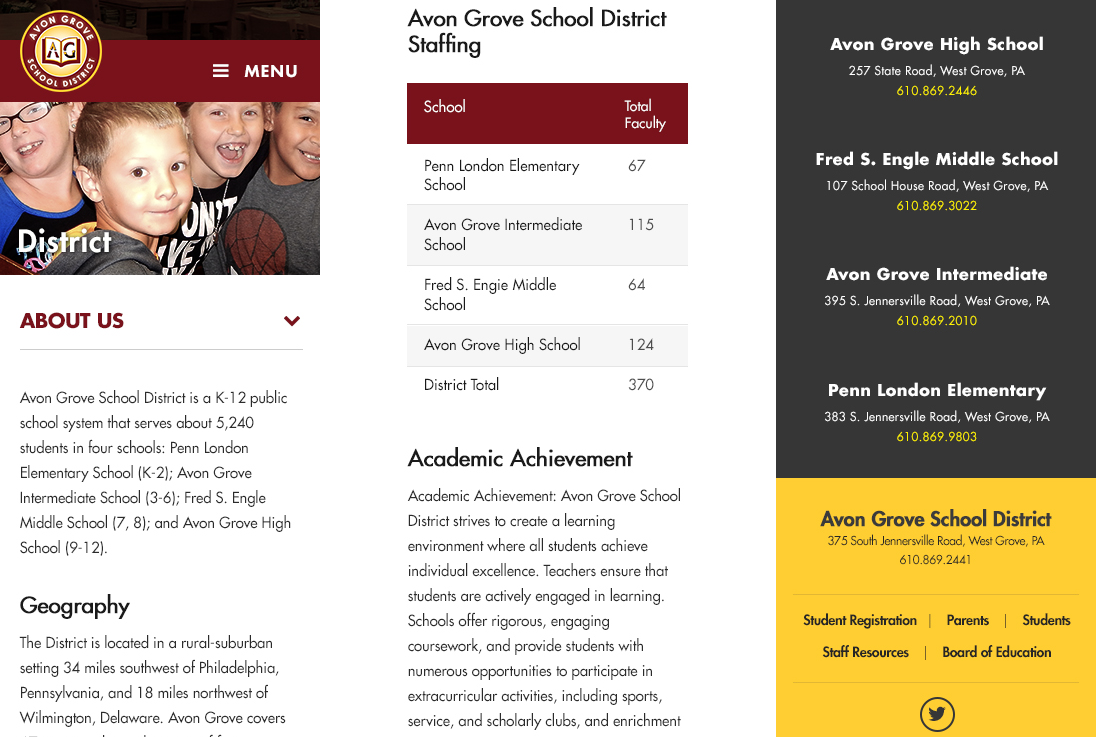 AVON GROVE
AG
SCHOOL DISTRICT
MENU
District
ABOUT US
Avon Grove School District is a K-12 public
school system that serves about 5,240
students in four schools: Penn London
Elementary School (K-2); Avon Grove
Intermediate School (3-6); Fred S. Engle
Middle School (7, 8); and Avon Grove High
School (9-12).
Geography
The District is located in a rural-suburban
setting 34 miles southwest of Philadelphia,
Pennsylvania, and 18 miles northwest of
Wilmington, Delaware. Avon Grove covers
Avon Grove School District
Staffing
School Total
Faculty
Penn London Elementary 67
School
Avon Grove Intermediate 115
School
Fred S. Engie Middle 64
School
Avon Grove High School 124
District Total 370
Academic Achievement
Academic Achievement: Avon Grove School
District strives to create a learning
environment where all students achieve
individual excellence. Teachers ensure that
students are actively engaged in learning.
Schools offer rigorous, engaging
coursework, and provide students with
numerous opportunities to participate in
extracurricular activities, including sports,
service, and scholarly clubs, and enrichment
Avon Grove High School
257 State Road, West Grove, PA
610.869.2446
Fred S. Engle Middle School
107 School House Road, West Grove, PA
610.869.3022
Avon Grove Intermediate
395 S. Jennersville Road, West Grove, PA
610.869.2010
Penn London Elementary
383 S. Jennersville Road, West Grove, PA
610.869.9803
Avon Grove School District
375 South Jennersville Road, West Grove, PA
610.869.2441
Student Registration | Parents | Students
Staff Resources | Board of Education